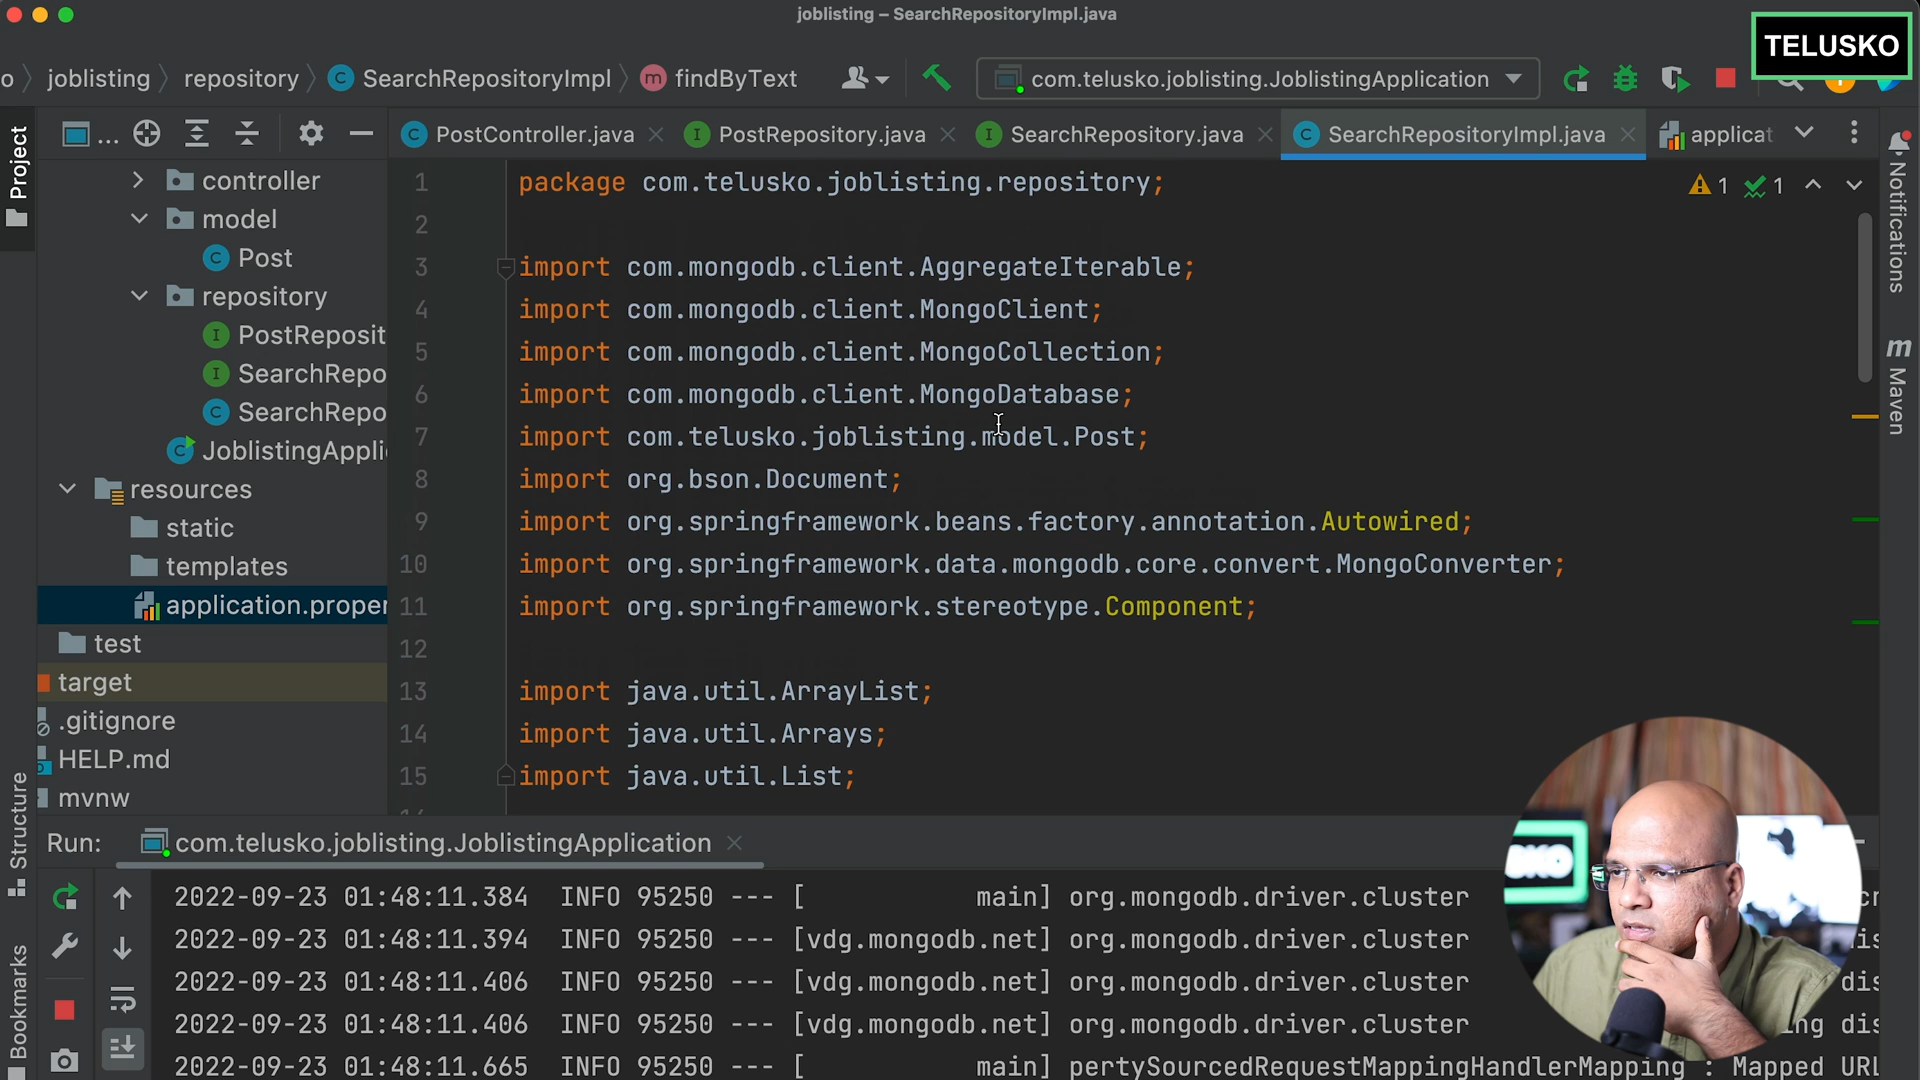 joblisting – SearchRepositoryImpl.java
TELUSKO
joblisting repository SearchRepositoryImpl findByText com.telusko.joblisting.JoblistingApplication
Project
... PostController.java PostRepository.java SearchRepository.java SearchRepositoryImpl.java applicat
controller
model
Post
repository
PostReposit
SearchRepo
SearchRepo
JoblistingAppli
resources
static
templates
application.proper
test
target
.gitignore
HELP.md
mvnw
1 package com.telusko.joblisting.repository;
2
3 import com.mongodb.client.AggregateIterable;
4 import com.mongodb.client.MongoClient;
5 import com.mongodb.client.MongoCollection;
6 import com.mongodb.client.MongoDatabase;
7 import com.telusko.joblisting.model.Post;
8 import org.bson.Document;
9 import org.springframework.beans.factory.annotation.Autowired;
10 import org.springframework.data.mongodb.core.convert.MongoConverter;
11 import org.springframework.stereotype.Component;
12
13 import java.util.ArrayList;
14 import java.util.Arrays;
15 import java.util.List;
1 1
Notifications
Maven
Structure
Bookmarks
Run: com.telusko.joblisting.JoblistingApplication
2022-09-23 01:48:11.384 INFO 95250 --- [ main] org.mongodb.driver.cluster
2022-09-23 01:48:11.394 INFO 95250 --- [vdg.mongodb.net] org.mongodb.driver.cluster
2022-09-23 01:48:11.406 INFO 95250 --- [vdg.mongodb.net] org.mongodb.driver.cluster
2022-09-23 01:48:11.406 INFO 95250 --- [vdg.mongodb.net] org.mongodb.driver.cluster
2022-09-23 01:48:11.665 INFO 95250 --- [ main] pertySourcedRequestMappingHandlerMapping : Mapped URL